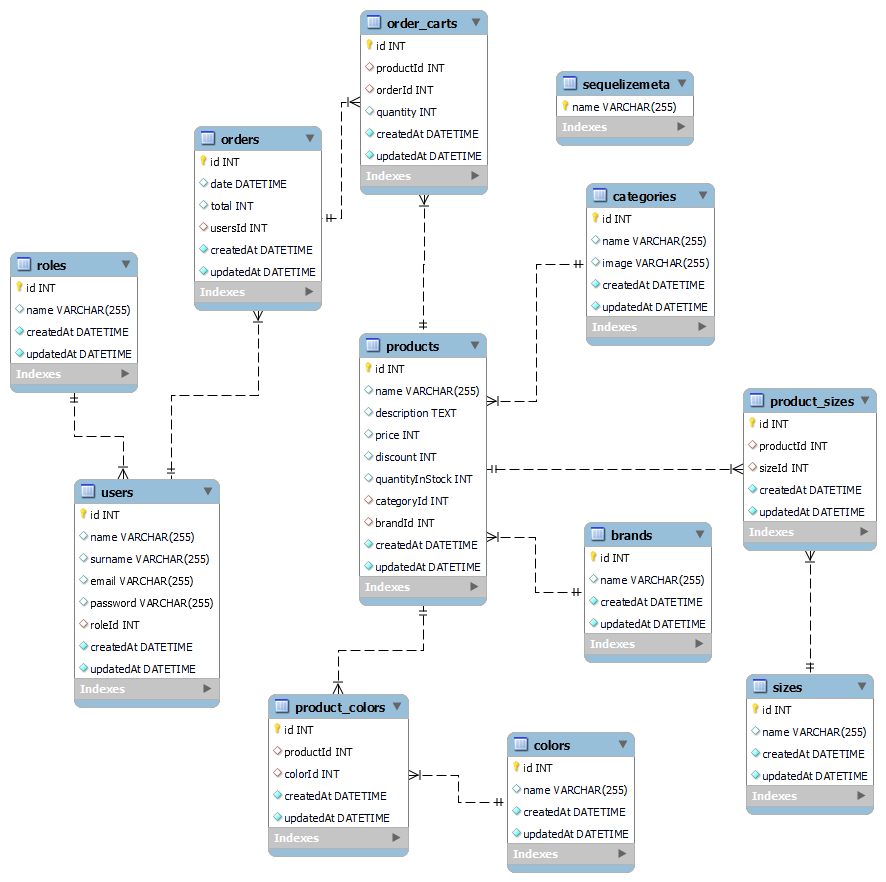 order_carts
id INT
productId INT
orderId INT
quantity INT
createdAt DATETIME
updatedAt DATETIME
Indexes
sequelizemeta
name VARCHAR(255)
Indexes
orders
id INT
date DATETIME
total INT
usersId INT
createdAt DATETIME
updatedAt DATETIME
Indexes
categories
id INT
name VARCHAR(255)
image VARCHAR(255)
createdAt DATETIME
updatedAt DATETIME
Indexes
roles
id INT
name VARCHAR(255)
createdAt DATETIME
updatedAt DATETIME
Indexes
products
id INT
name VARCHAR(255)
description TEXT
price INT
discount INT
quantityInStock INT
categoryId INT
brandId INT
createdAt DATETIME
updatedAt DATETIME
Indexes
product_sizes
id INT
productId INT
sizeId INT
createdAt DATETIME
updatedAt DATETIME
Indexes
users
id INT
name VARCHAR(255)
surname VARCHAR(255)
email VARCHAR(255)
password VARCHAR(255)
roleId INT
createdAt DATETIME
updatedAt DATETIME
Indexes
brands
id INT
name VARCHAR(255)
createdAt DATETIME
updatedAt DATETIME
Indexes
product_colors
id INT
productId INT
colorId INT
createdAt DATETIME
updatedAt DATETIME
Indexes
colors
id INT
name VARCHAR(255)
createdAt DATETIME
updatedAt DATETIME
Indexes
sizes
id INT
name VARCHAR(255)
createdAt DATETIME
updatedAt DATETIME
Indexes